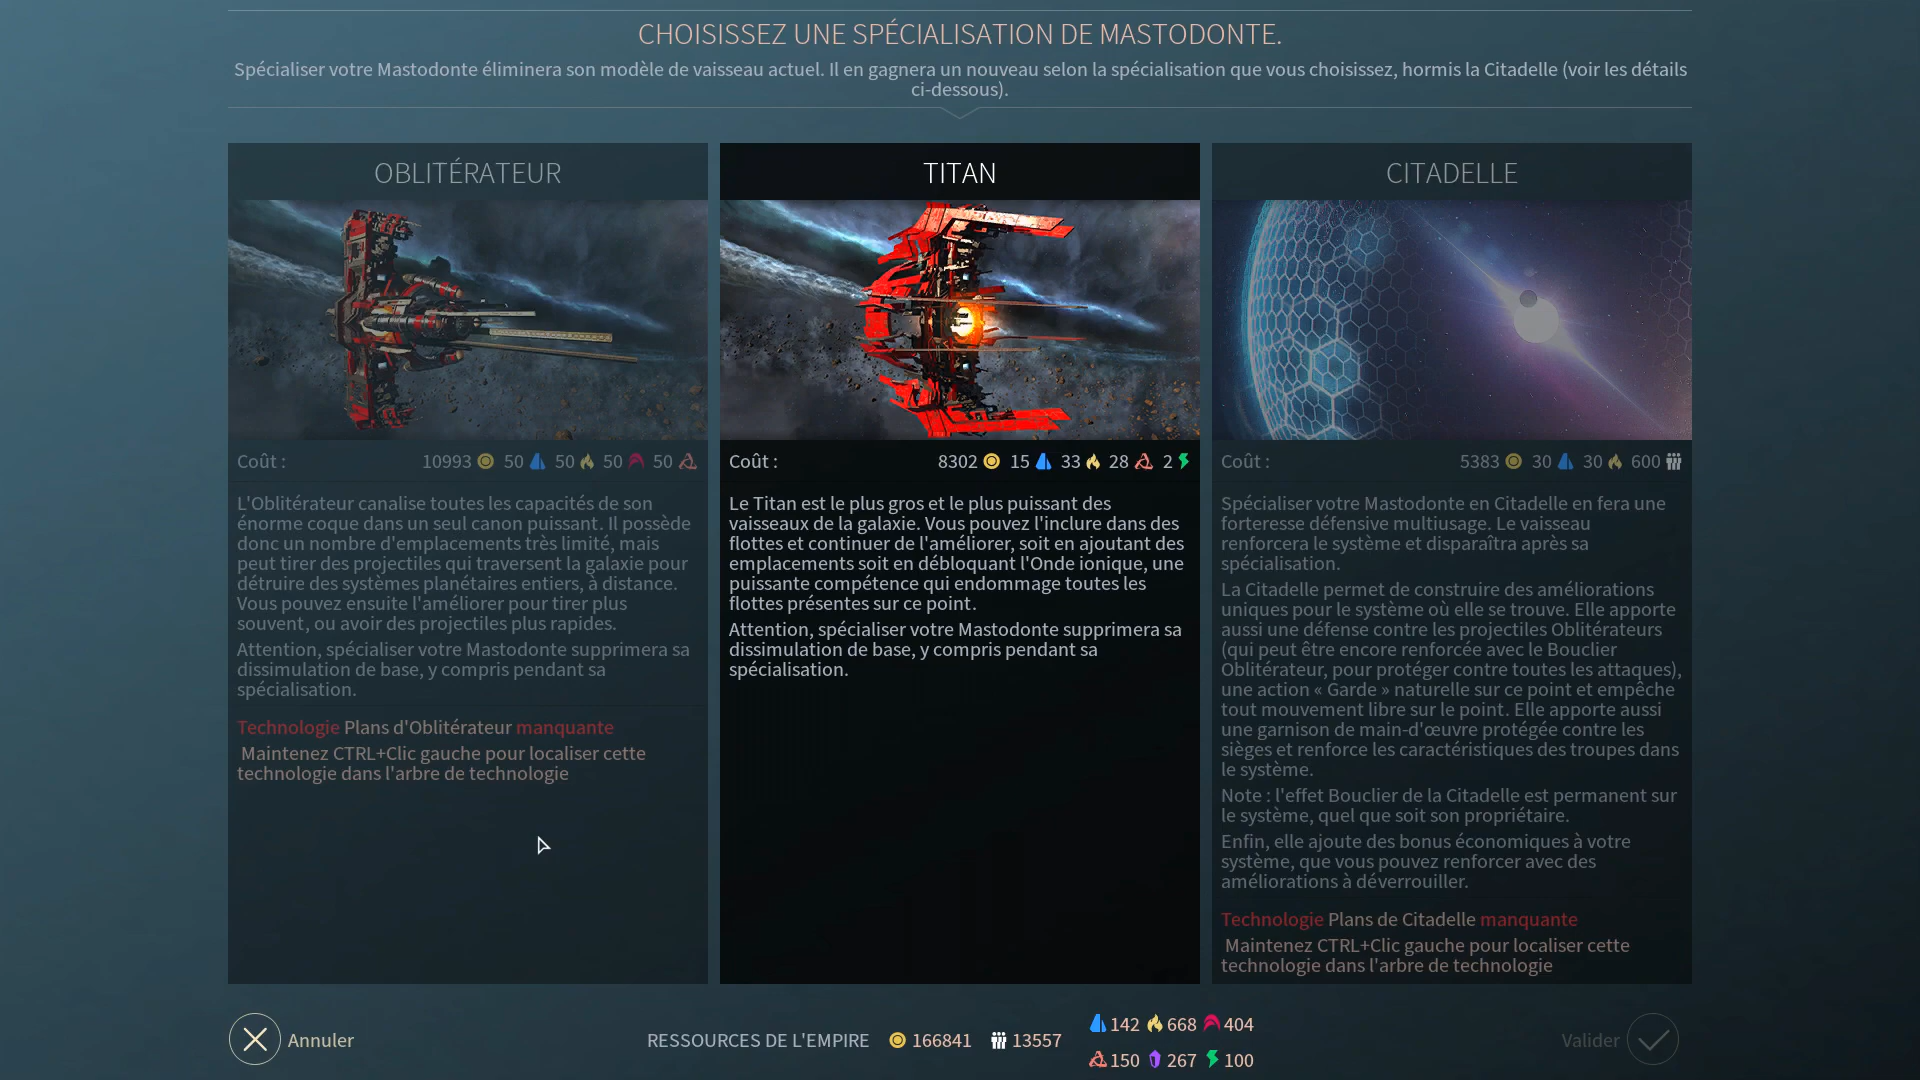 CHOISISSEZ UNE SPÉCIALISATION DE MASTODONTE.
Spécialiser votre Mastodonte éliminera son modèle de vaisseau actuel. Il en gagnera un nouveau selon la spécialisation que vous choisissez, hormis la Citadelle (voir les détails
ci-dessous).
OBLITÉRATEUR
Coût : 10993 50 50 50 50
L'Oblitérateur canalise toutes les capacités de son
énorme coque dans un seul canon puissant. Il possède
donc un nombre d'emplacements très limité, mais
peut tirer des projectiles qui traversent la galaxie pour
détruire des systèmes planétaires entiers, à distance.
Vous pouvez ensuite l'améliorer pour tirer plus
souvent, ou avoir des projectiles plus rapides.
Attention, spécialiser votre Mastodonte supprimera sa
dissimulation de base, y compris pendant sa
spécialisation.
Technologie Plans d'Oblitérateur manquante
Maintenez CTRL+Clic gauche pour localiser cette
technologie dans l'arbre de technologie
TITAN
Coût : 8302 15 33 28 2
Le Titan est le plus gros et le plus puissant des
vaisseaux de la galaxie. Vous pouvez l'inclure dans des
flottes et continuer de l'améliorer, soit en ajoutant des
emplacements soit en débloquant l'Onde ionique, une
puissante compétence qui endommage toutes les
flottes présentes sur ce point.
Attention, spécialiser votre Mastodonte supprimera sa
dissimulation de base, y compris pendant sa
spécialisation.
CITADELLE
Coût : 5383 30 30 600
Spécialiser votre Mastodonte en Citadelle en fera une
forteresse défensive multiusage. Le vaisseau
renforcera le système et disparaîtra après sa
spécialisation.
La Citadelle permet de construire des améliorations
uniques pour le système où elle se trouve. Elle apporte
aussi une défense contre les projectiles Oblitérateurs
(qui peut être encore renforcée avec le Bouclier
Oblitérateur, pour protéger contre toutes les attaques),
une action « Garde » naturelle sur ce point et empêche
tout mouvement libre sur le point. Elle apporte aussi
une garnison de main-d'œuvre protégée contre les
sièges et renforce les caractéristiques des troupes dans
le système.
Note : l'effet Bouclier de la Citadelle est permanent sur
le système, quel que soit son propriétaire.
Enfin, elle ajoute des bonus économiques à votre
système, que vous pouvez renforcer avec des
améliorations à déverrouiller.
Technologie Plans de Citadelle manquante
Maintenez CTRL+Clic gauche pour localiser cette
technologie dans l'arbre de technologie
Annuler
RESSOURCES DE L'EMPIRE 166841 13557
142 668 404
150 267 100
Valider